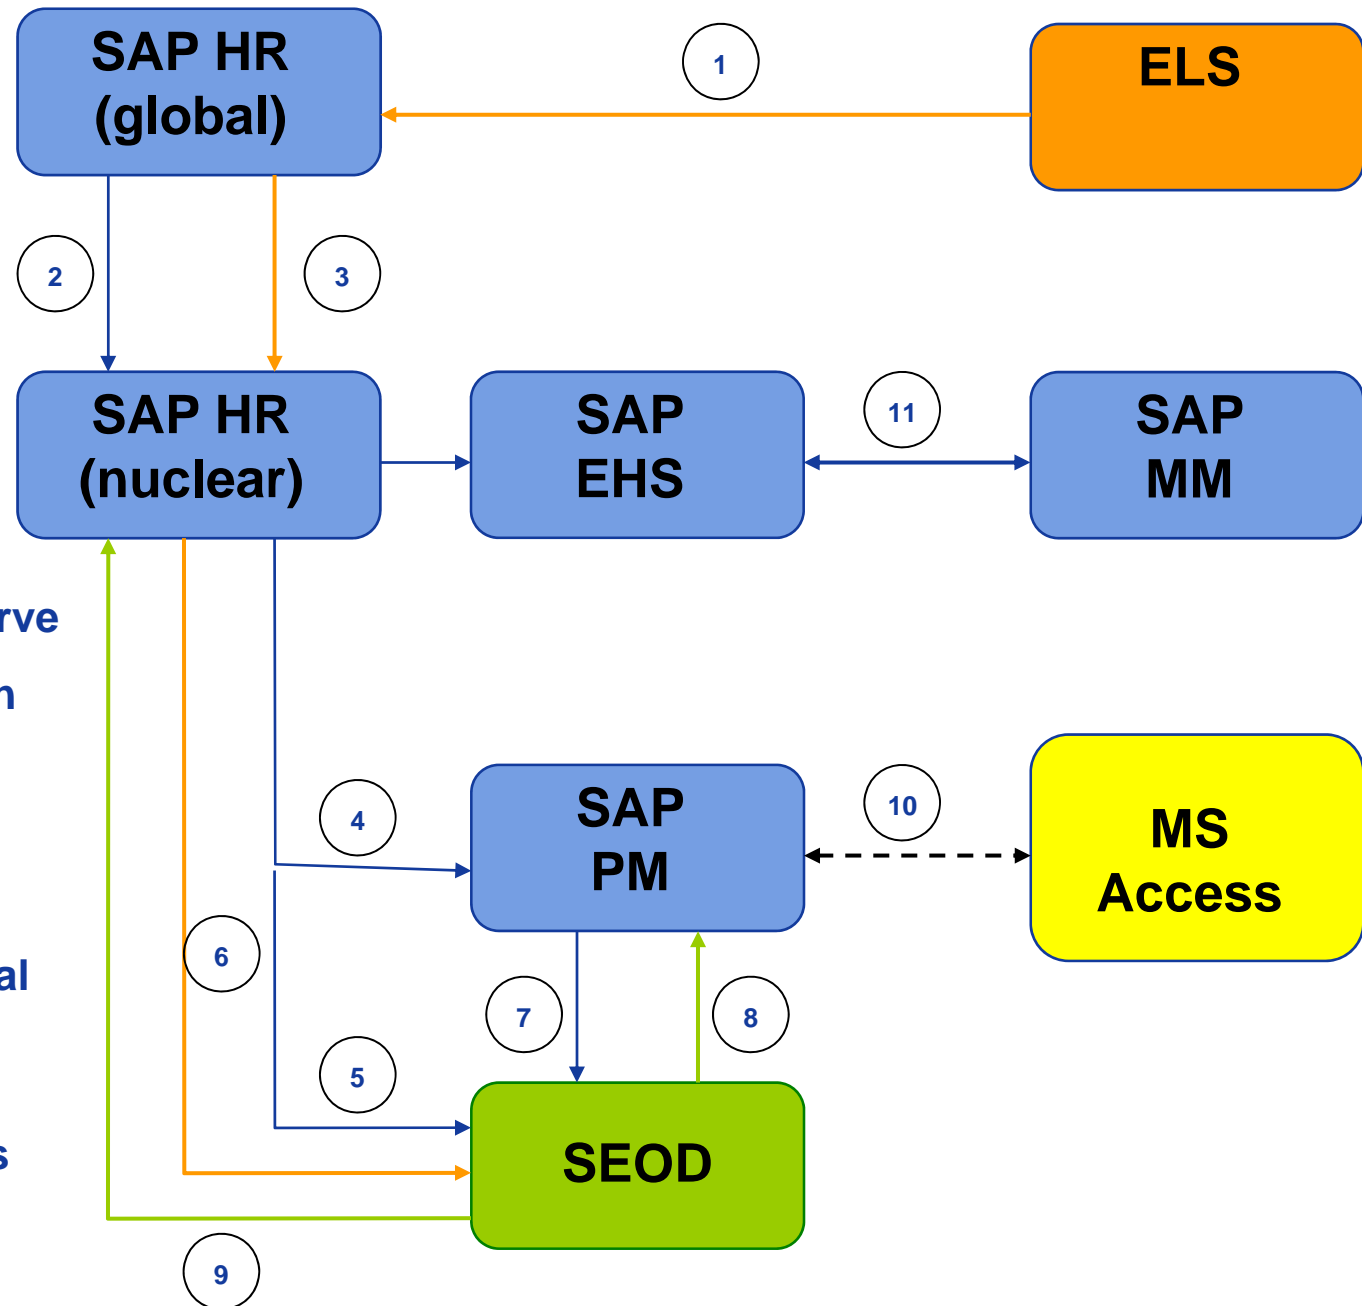 SAP HR
(global)
1
ELS
2
3
SAP HR
(nuclear)
SAP
EHS
11
SAP
MM
rve
n
4
SAP
PM
10
MS
Access
6
al
7
8
5
s
SEOD
9